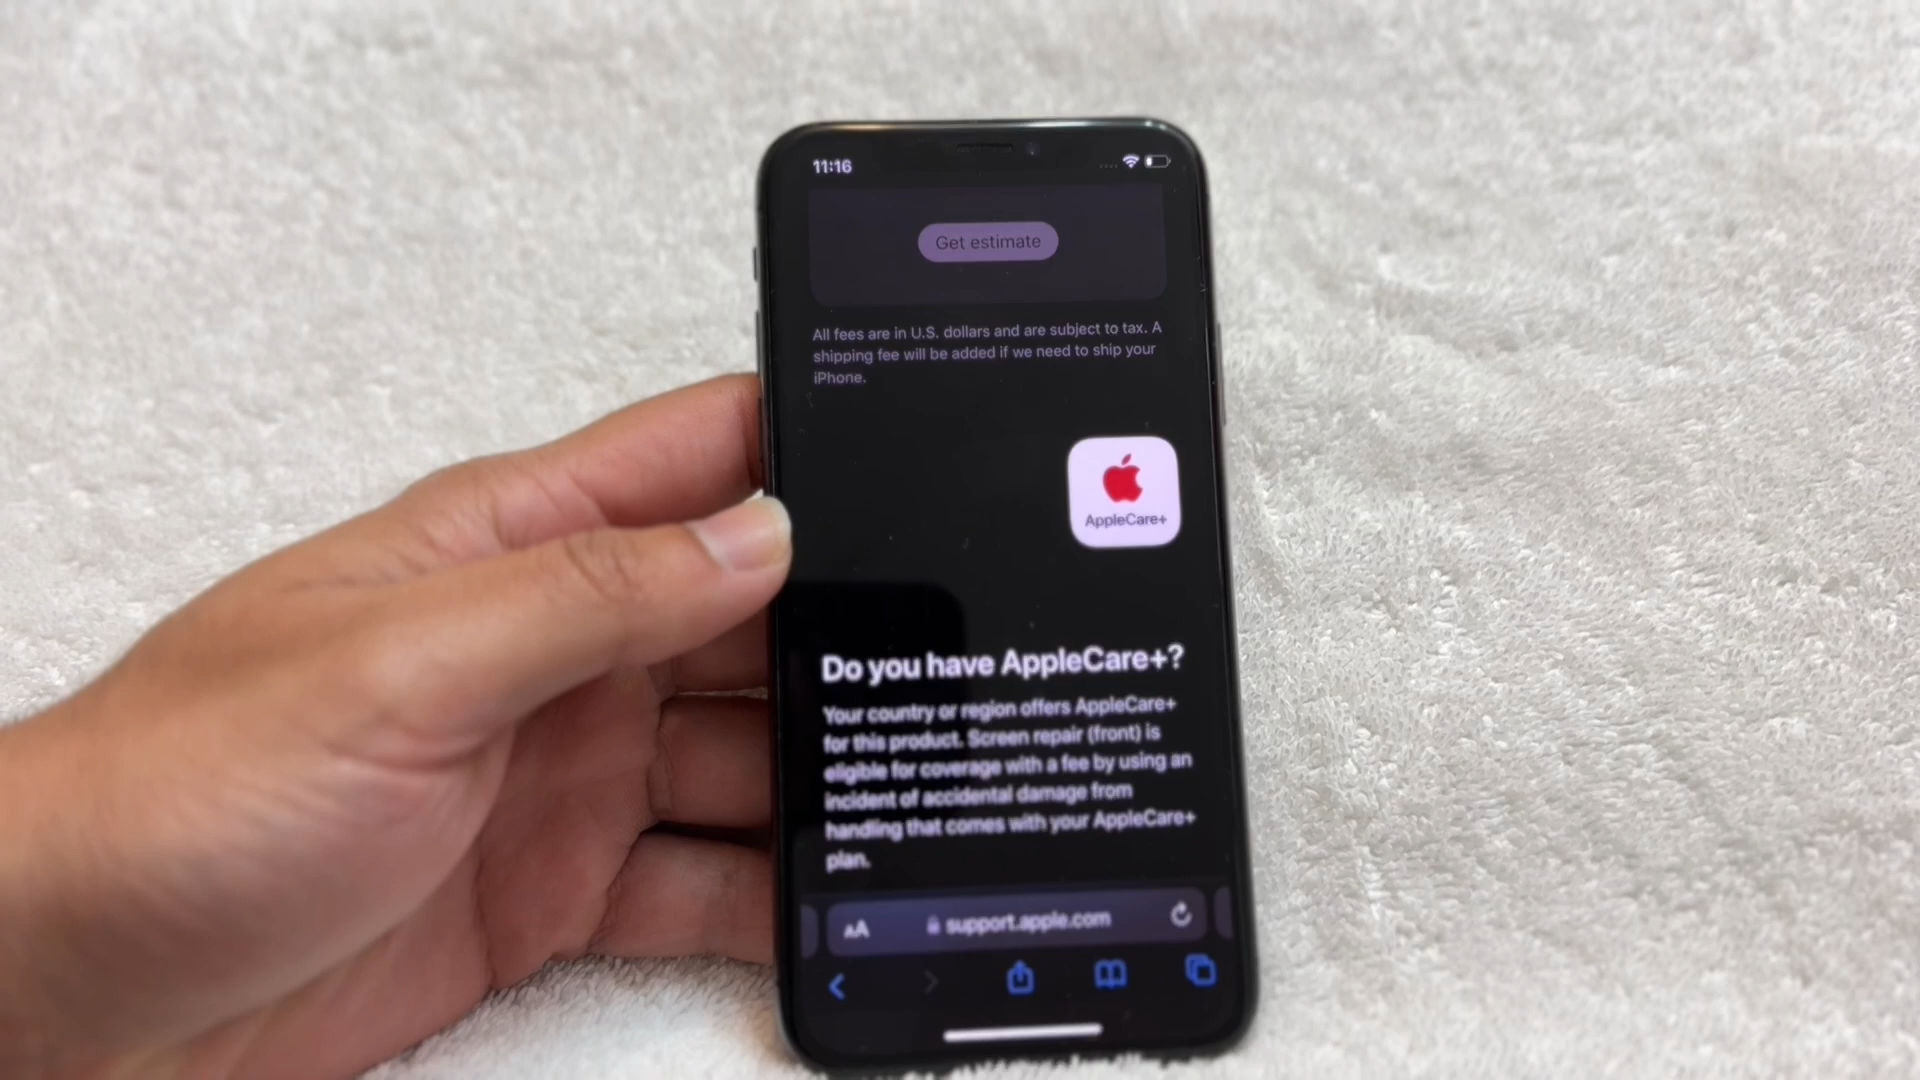 11:16
Get estimate
All fees are in U.S. dollars and are subject to tax. A
shipping fee will be added if we need to ship your
iPhone.
AppleCare+
Do you have AppleCare+?
Your country or region offers AppleCare+
for this product. Screen repair (front) is
eligible for coverage with a fee by using an
incident of accidental damage from
handling that comes with your AppleCare+
plan.
AA support.apple.com